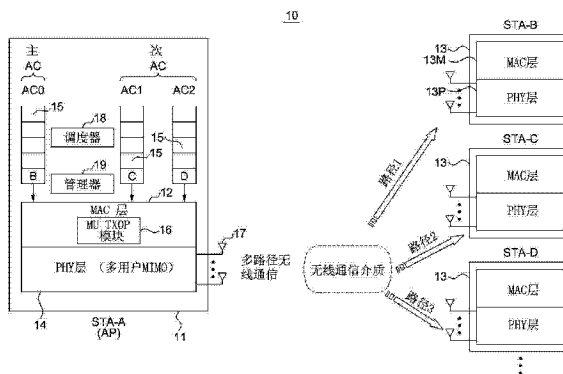 10
主
AC
次
AC
AC0
AC1
AC2
15
18
调度器
15
15
19
管理器
B
C
D
12
MAC 层
MU TXOP
模块
16
17
PHY层 （多用户MIMO）
多路径无
线通信
14
STA-A
(AP)
11
无线通信介质
路径1
路径2
路径3
STA-B
13
13M
MAC层
13P
PHY层
STA-C
13
MAC层
PHY层
STA-D
13
MAC层
PHY层